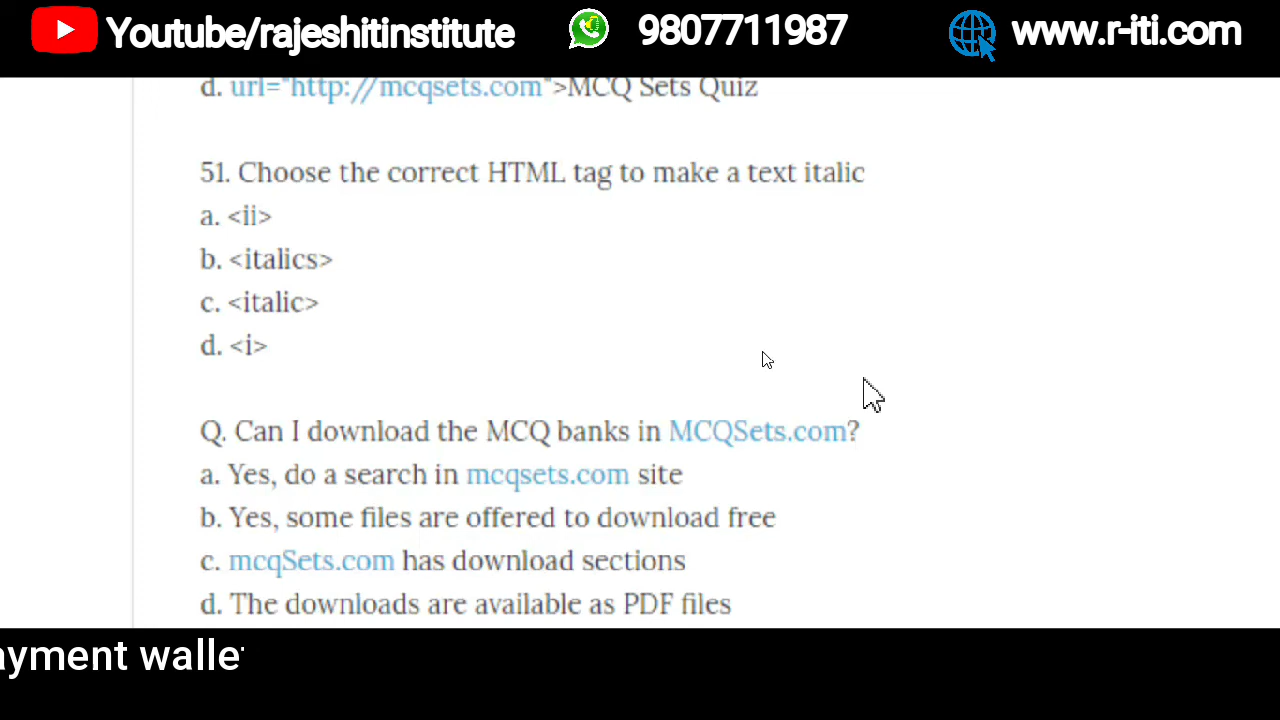 Youtube/rajeshitinstitute 9807711987 www.r-iti.com
d. url="http://mcqsets.com">MCQ Sets Quiz
51. Choose the correct HTML tag to make a text italic
a. <ii>
b. <italics>
c. <italic>
d. <i>
Q. Can I download the MCQ banks in MCQSets.com?
a. Yes, do a search in mcqsets.com site
b. Yes, some files are offered to download free
c. mcqSets.com has download sections
d. The downloads are available as PDF files
ayment walle